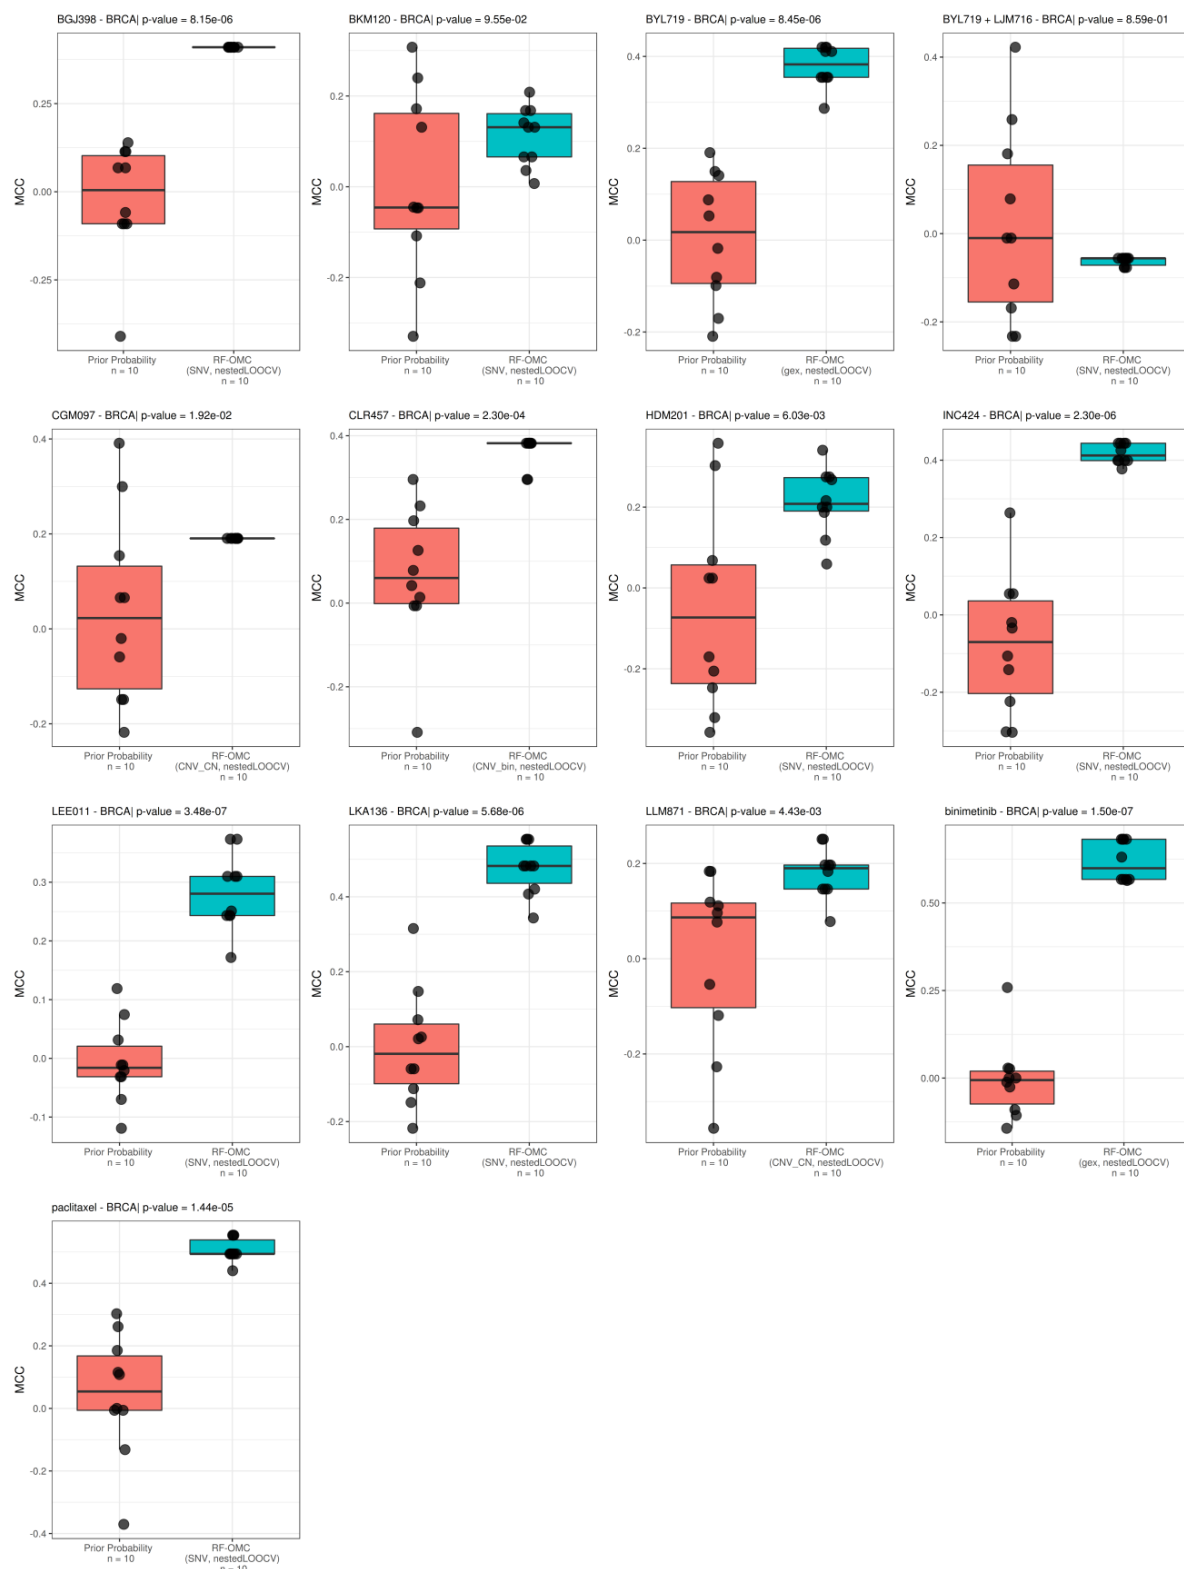 BGJ398 - BRCA| p-value = 8.15e-06
MCC
0.25
0.00
-0.25
Prior Probability
n = 10
RF-OMC
(SNV, nestedLOOCV)
n = 10
BKM120 - BRCA| p-value = 9.55e-02
MCC
0.2
0.0
-0.2
Prior Probability
n = 10
RF-OMC
(SNV, nestedLOOCV)
n = 10
BYL719 - BRCA| p-value = 8.45e-06
MCC
0.4
0.2
0.0
-0.2
Prior Probability
n = 10
RF-OMC
(gex, nestedLOOCV)
n = 10
BYL719 + LJM716 - BRCA| p-value = 8.59e-01
MCC
0.4
0.2
0.0
-0.2
Prior Probability
n = 10
RF-OMC
(SNV, nestedLOOCV)
n = 10
CGM097 - BRCA| p-value = 1.92e-02
MCC
0.4
0.2
0.0
-0.2
Prior Probability
n = 10
RF-OMC
(CNV_CN, nestedLOOCV)
n = 10
CLR457 - BRCA| p-value = 2.30e-04
MCC
0.4
0.2
0.0
-0.2
Prior Probability
n = 10
RF-OMC
(CNV_bin, nestedLOOCV)
n = 10
HDM201 - BRCA| p-value = 6.03e-03
MCC
0.2
0.0
-0.2
Prior Probability
n = 10
RF-OMC
(SNV, nestedLOOCV)
n = 10
INC424 - BRCA| p-value = 2.30e-06
MCC
0.4
0.2
0.0
-0.2
Prior Probability
n = 10
RF-OMC
(SNV, nestedLOOCV)
n = 10
LEE011 - BRCA| p-value = 3.48e-07
MCC
0.3
0.2
0.1
0.0
-0.1
Prior Probability
n = 10
RF-OMC
(SNV, nestedLOOCV)
n = 10
LKA136 - BRCA| p-value = 5.68e-06
MCC
0.4
0.2
0.0
-0.2
Prior Probability
n = 10
RF-OMC
(SNV, nestedLOOCV)
n = 10
LLM871 - BRCA| p-value = 4.43e-03
MCC
0.2
0.0
-0.2
Prior Probability
n = 10
RF-OMC
(CNV_CN, nestedLOOCV)
n = 10
binimetinib - BRCA| p-value = 1.50e-07
MCC
0.50
0.25
0.00
Prior Probability
n = 10
RF-OMC
(gex, nestedLOOCV)
n = 10
paclitaxel - BRCA| p-value = 1.44e-05
MCC
0.4
0.2
0.0
-0.2
-0.4
Prior Probability
n = 10
RF-OMC
(SNV, nestedLOOCV)
n = 10